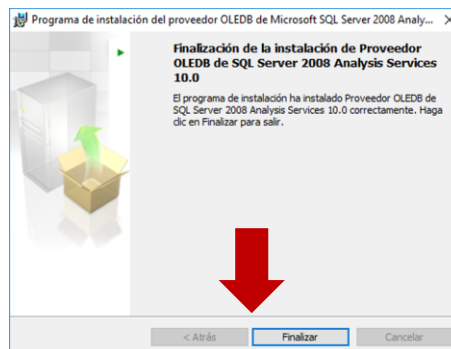 Programa de instalación del proveedor OLEDB de Microsoft SQL Server 2008 Analy...
Finalización de la instalación de Proveedor
OLEDB de SQL Server 2008 Analysis Services
10.0
El programa de instalación ha instalado Proveedor OLEDB de
SQL Server 2008 Analysis Services 10.0 correctamente. Haga
clic en Finalizar para salir.
< Atrás
Finalizar
Cancelar